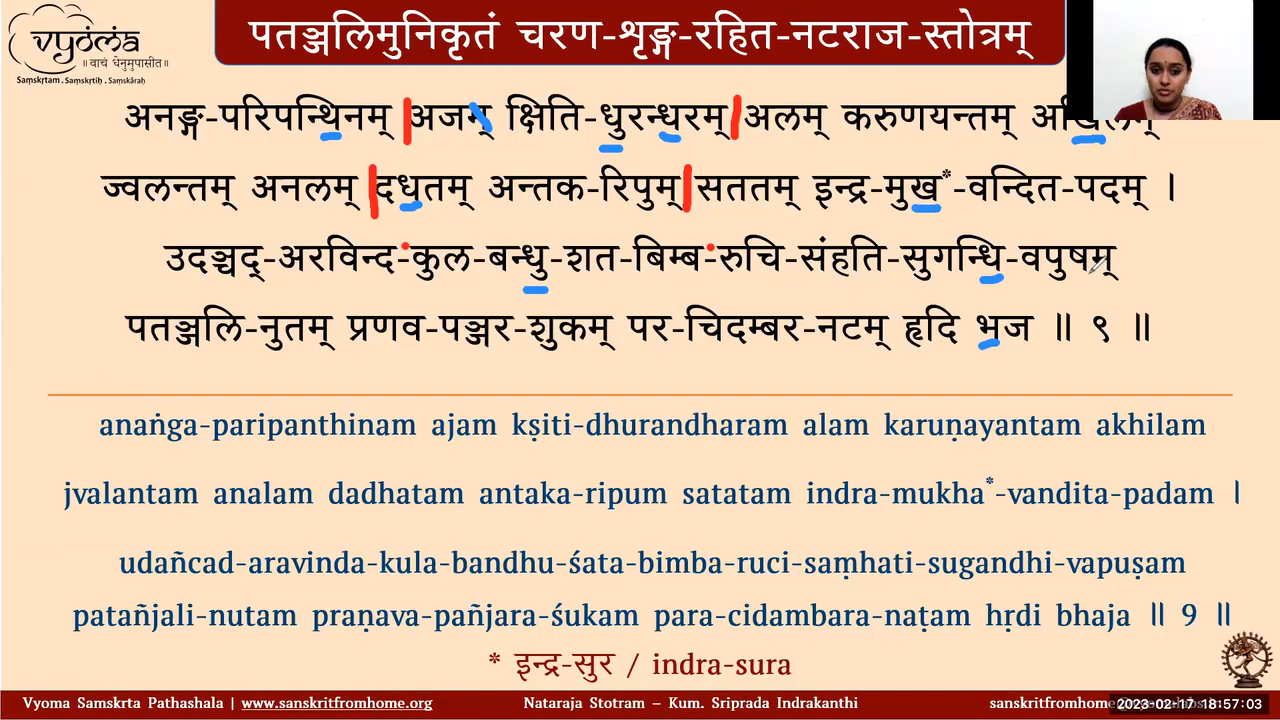 vyoma
॥ वाचं धेनुमुपासीत ॥
Saṃskṛtam . Saṃskṛtiḥ . Saṃskāraḥ
पतञ्जलिमुनिकृतं चरण-शृङ्ग-रहित-नटराज-स्तोत्रम्
अनङ्ग-परिपन्थिनम् अजम् क्षिति-धुरन्धरम् अलम् करुणयन्तम् अखिलम्
ज्वलन्तम् अनलम् दधतम् अन्तक-रिपुम् सततम् इन्द्र-मुख*-वन्दित-पदम् ।
उदञ्चद्-अरविन्द-कुल-बन्धु-शत-बिम्ब-रुचि-संहति-सुगन्धि-वपुषम्
पतञ्जलि-नुतम् प्रणव-पञ्जर-शुकम् पर-चिदम्बर-नटम् हृदि भज ॥ ९ ॥
anaṅga-paripanthinam ajam kṣiti-dhurandharam alam karuṇayantam akhilam
jvalantam analam dadhatam antaka-ripum satatam indra-mukha*-vandita-padam ।
udañcad-aravinda-kula-bandhu-śata-bimba-ruci-saṃhati-sugandhi-vapuṣam
patañjali-nutam praṇava-pañjara-śukam para-cidambara-naṭam hṛdi bhaja ॥ 9 ॥
* इन्द्र-सुर / indra-sura
Vyoma Samskrta Pathashala | www.sanskritfromhome.org Nataraja Stotram – Kum. Sriprada Indrakanthi sanskritfromhome
2023-02-17 18:57:03